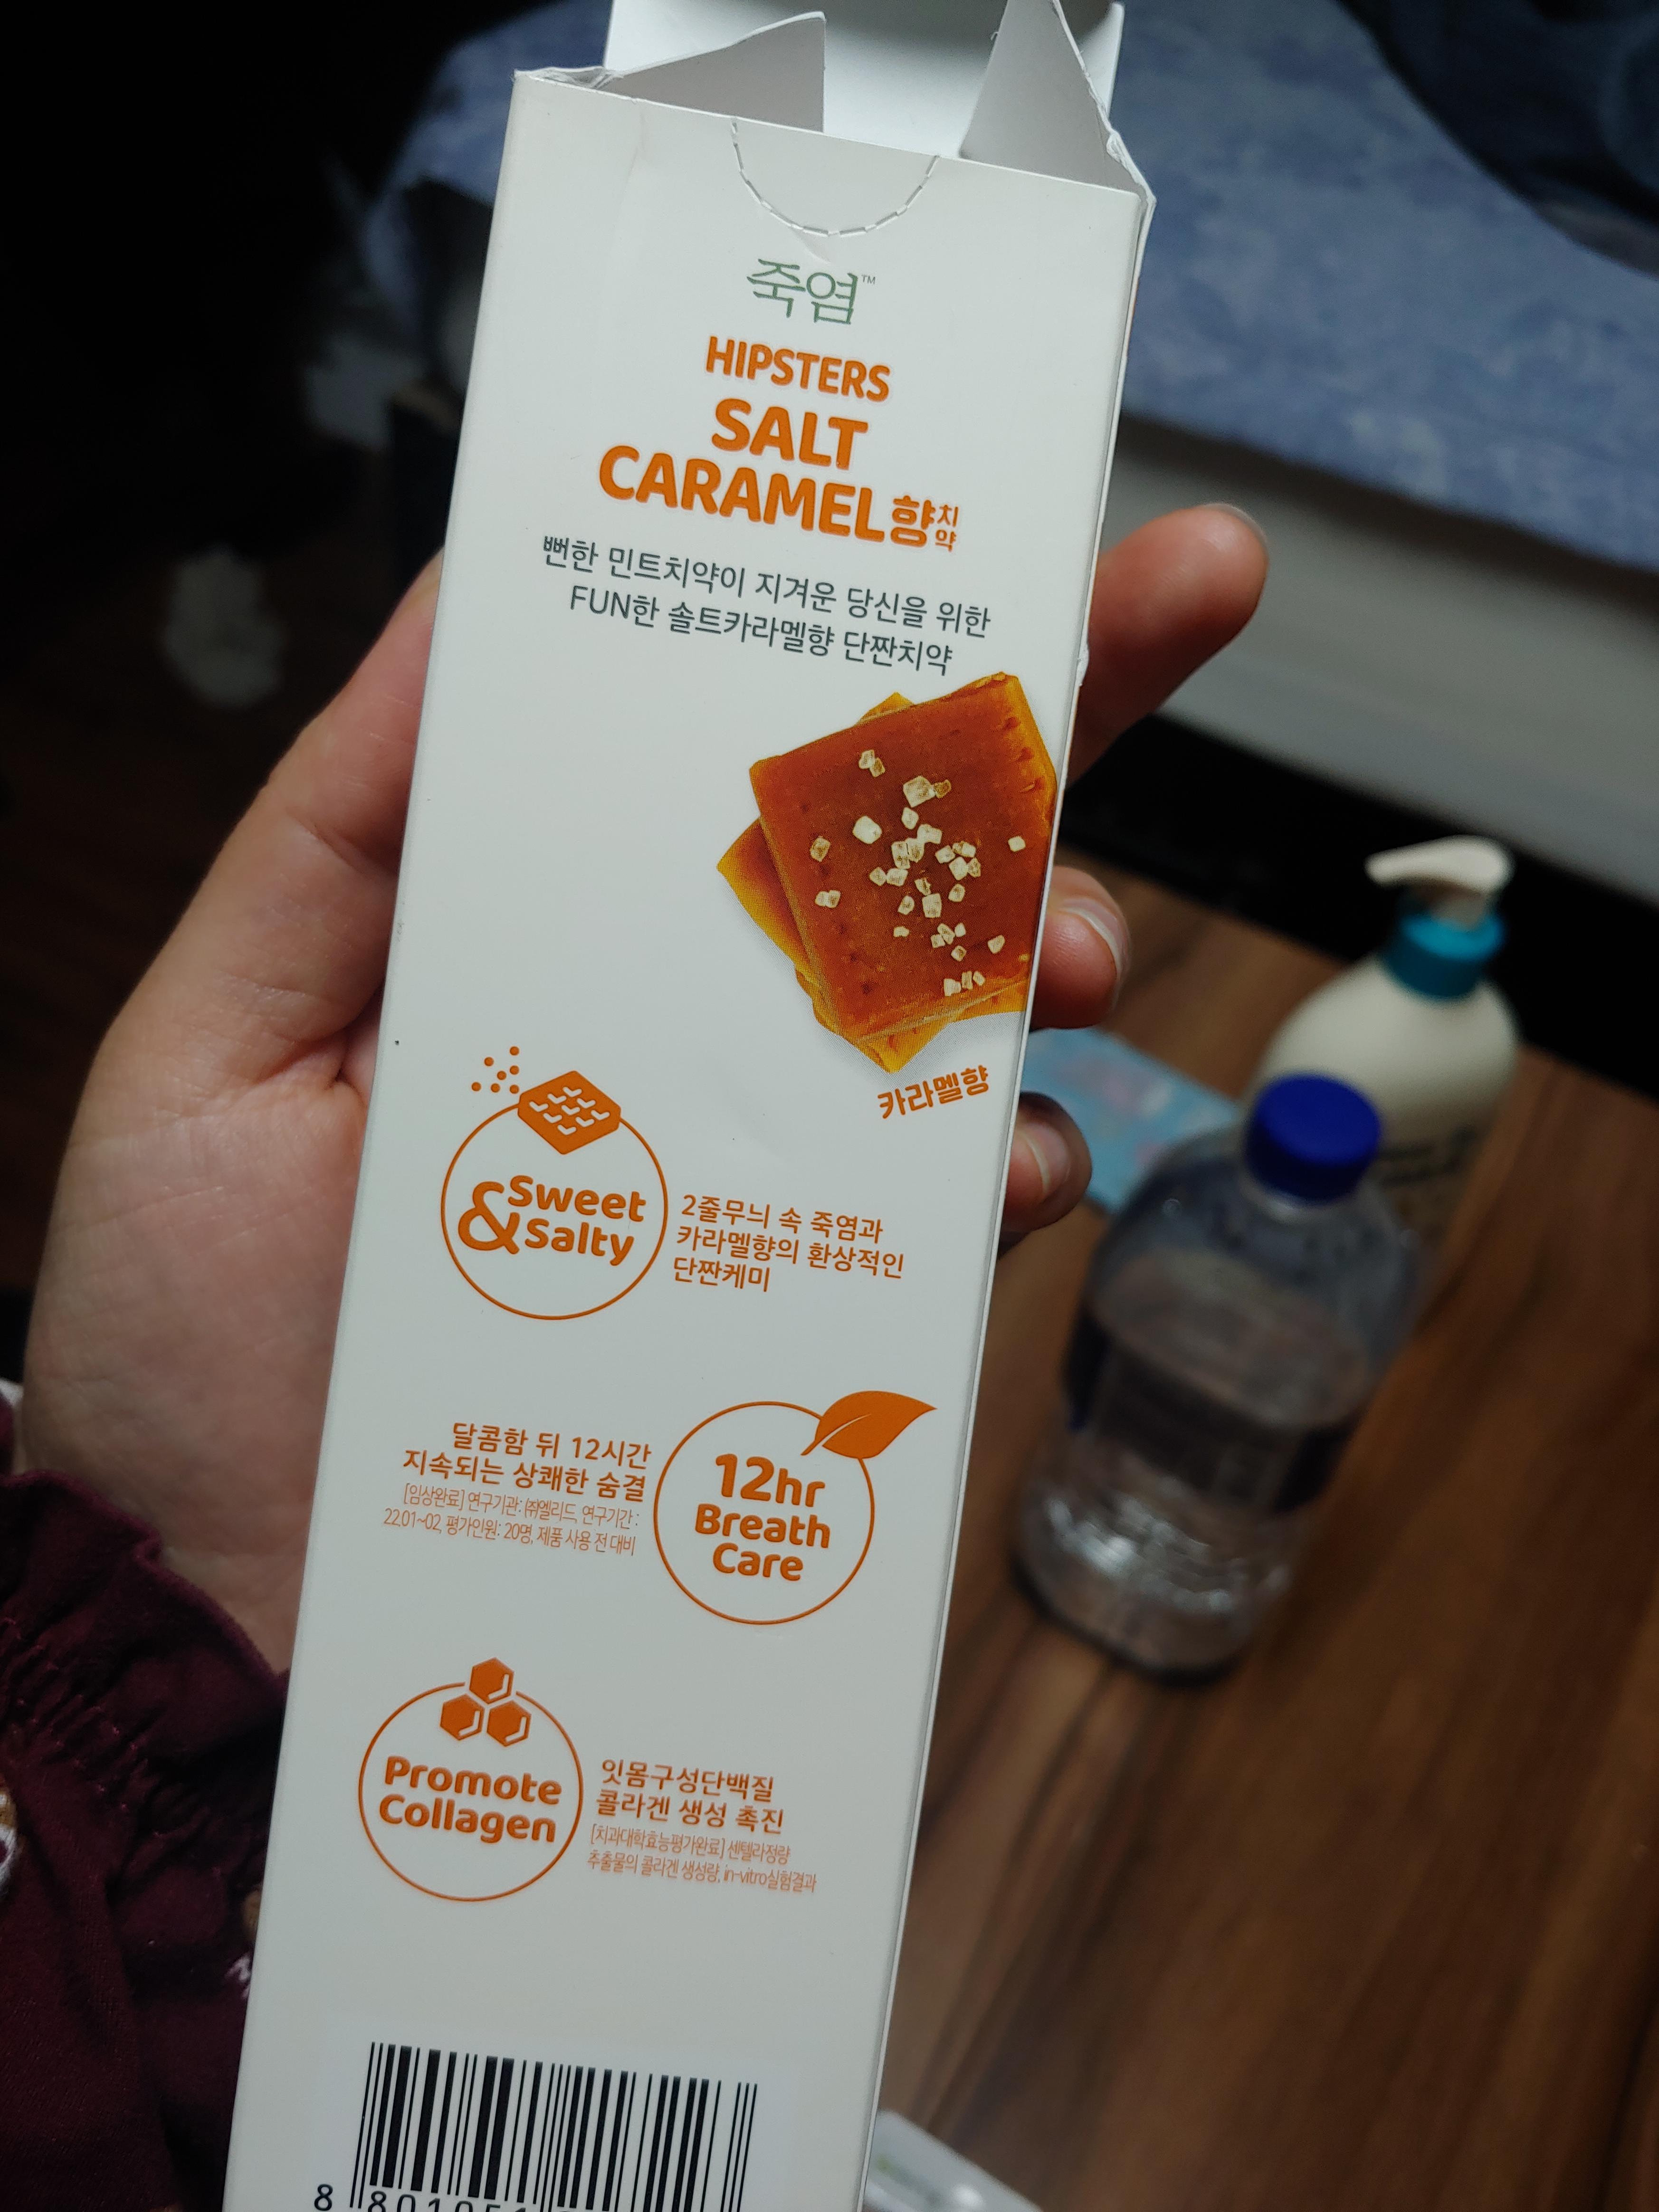 죽염™
HIPSTERS
SALT
CARAMEL향치약
뻔한 민트치약이 지겨운 당신을 위한
FUN한 솔트카라멜향 단짠치약
카라멜향
Sweet
&Salty
2줄무늬 속 죽염과
카라멜향의 환상적인
단짠케미
달콤함 뒤 12시간
지속되는 상쾌한 숨결
[임상완료] 연구기관: ㈜엘리드, 연구기간 :
22.01~02, 평가인원: 20명, 제품 사용 전 대비
12hr
Breath
Care
Promote
Collagen
잇몸구성단백질
콜라겐 생성 촉진
[치과대학효능평가완료] 센텔라정량
추출물의 콜라겐 생성량, in-vitro실험결과
8 801051